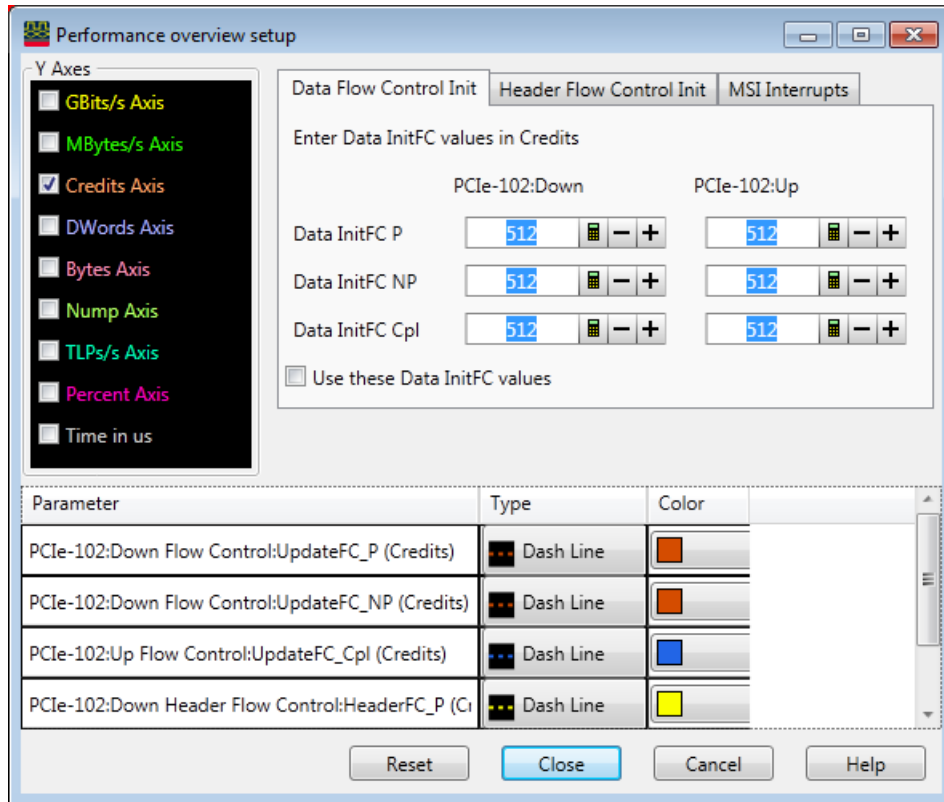 Performance overview setup
Y Axes
GBits/s Axis
MBytes/s Axis
Credits Axis
DWords Axis
Bytes Axis
Nump Axis
TLPs/s Axis
Percent Axis
Time in us
Data Flow Control Init Header Flow Control Init MSI Interrupts
Enter Data InitFC values in Credits
PCIe-102:Down PCIe-102:Up
Data InitFC P 512 512
Data InitFC NP 512 512
Data InitFC Cpl 512 512
Use these Data InitFC values
Parameter Type Color
PCIe-102:Down Flow Control:UpdateFC_P (Credits) Dash Line
PCIe-102:Down Flow Control:UpdateFC_NP (Credits) Dash Line
PCIe-102:Up Flow Control:UpdateFC_Cpl (Credits) Dash Line
PCIe-102:Down Header Flow Control:HeaderFC_P Dash Line
Reset Close Cancel Help